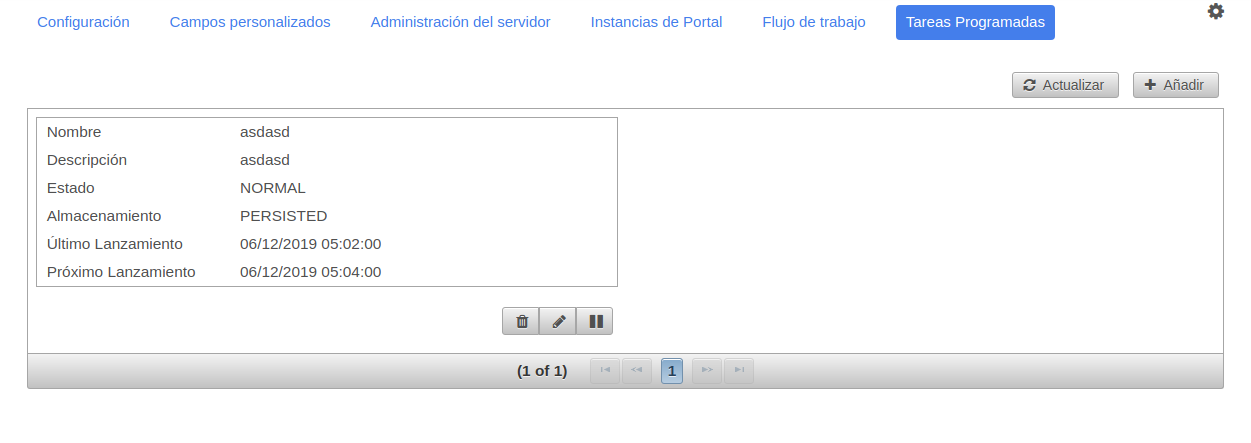 Configuración Campos personalizados Administración del servidor Instancias de Portal Flujo de trabajo Tareas Programadas
Actualizar Añadir
Nombre asdasd
Descripción asdasd
Estado NORMAL
Almacenamiento PERSISTED
Último Lanzamiento 06/12/2019 05:02:00
Próximo Lanzamiento 06/12/2019 05:04:00
(1 of 1) 1